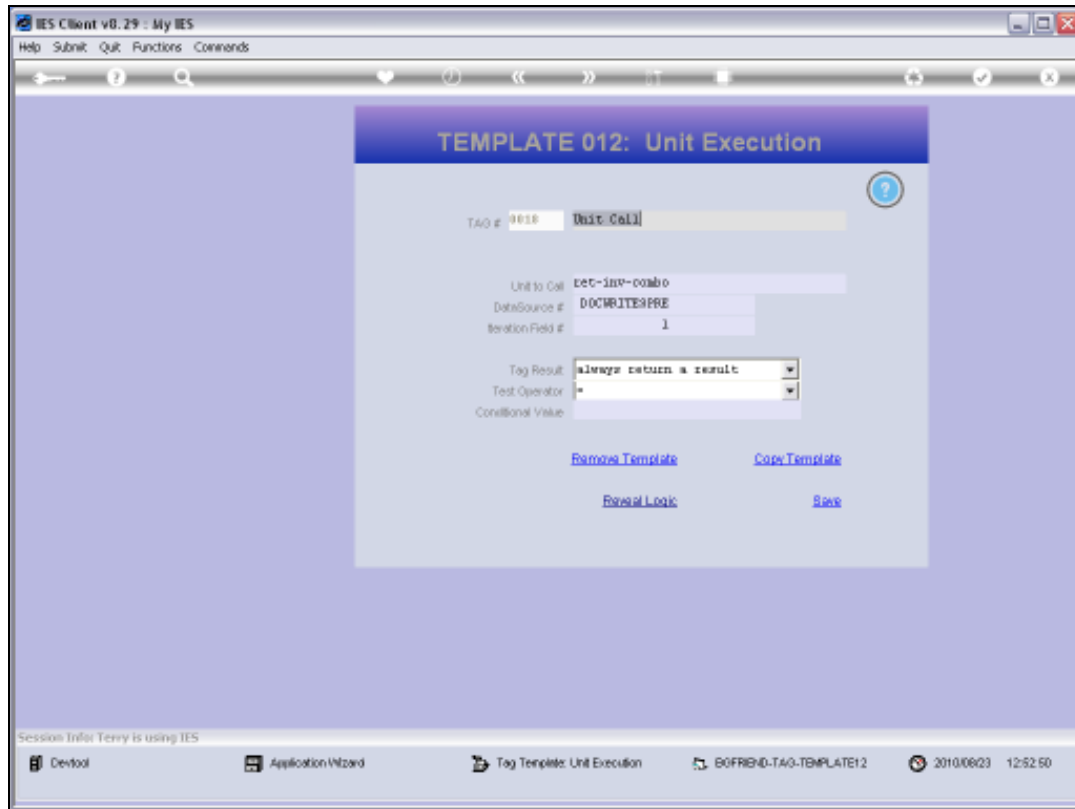 IES Client v8.29 : My IES
Help Submit Quit Functions Commands
TEMPLATE 012: Unit Execution
TAG # 0018 Unit Call
Unit to Call ret-inv-combo
DataSource # DOCWRITESPRE
Iteration Field # 1
Tag Result always return a result
Test Operator =
Conditional Value
Remove Template Copy Template
Reveal Logic Save
Session Info: Terry is using IES
Devtool Application Wizard Tag Template: Unit Execution BGFRIEND-TAG-TEMPLATE12 2010/08/23 12:52:50